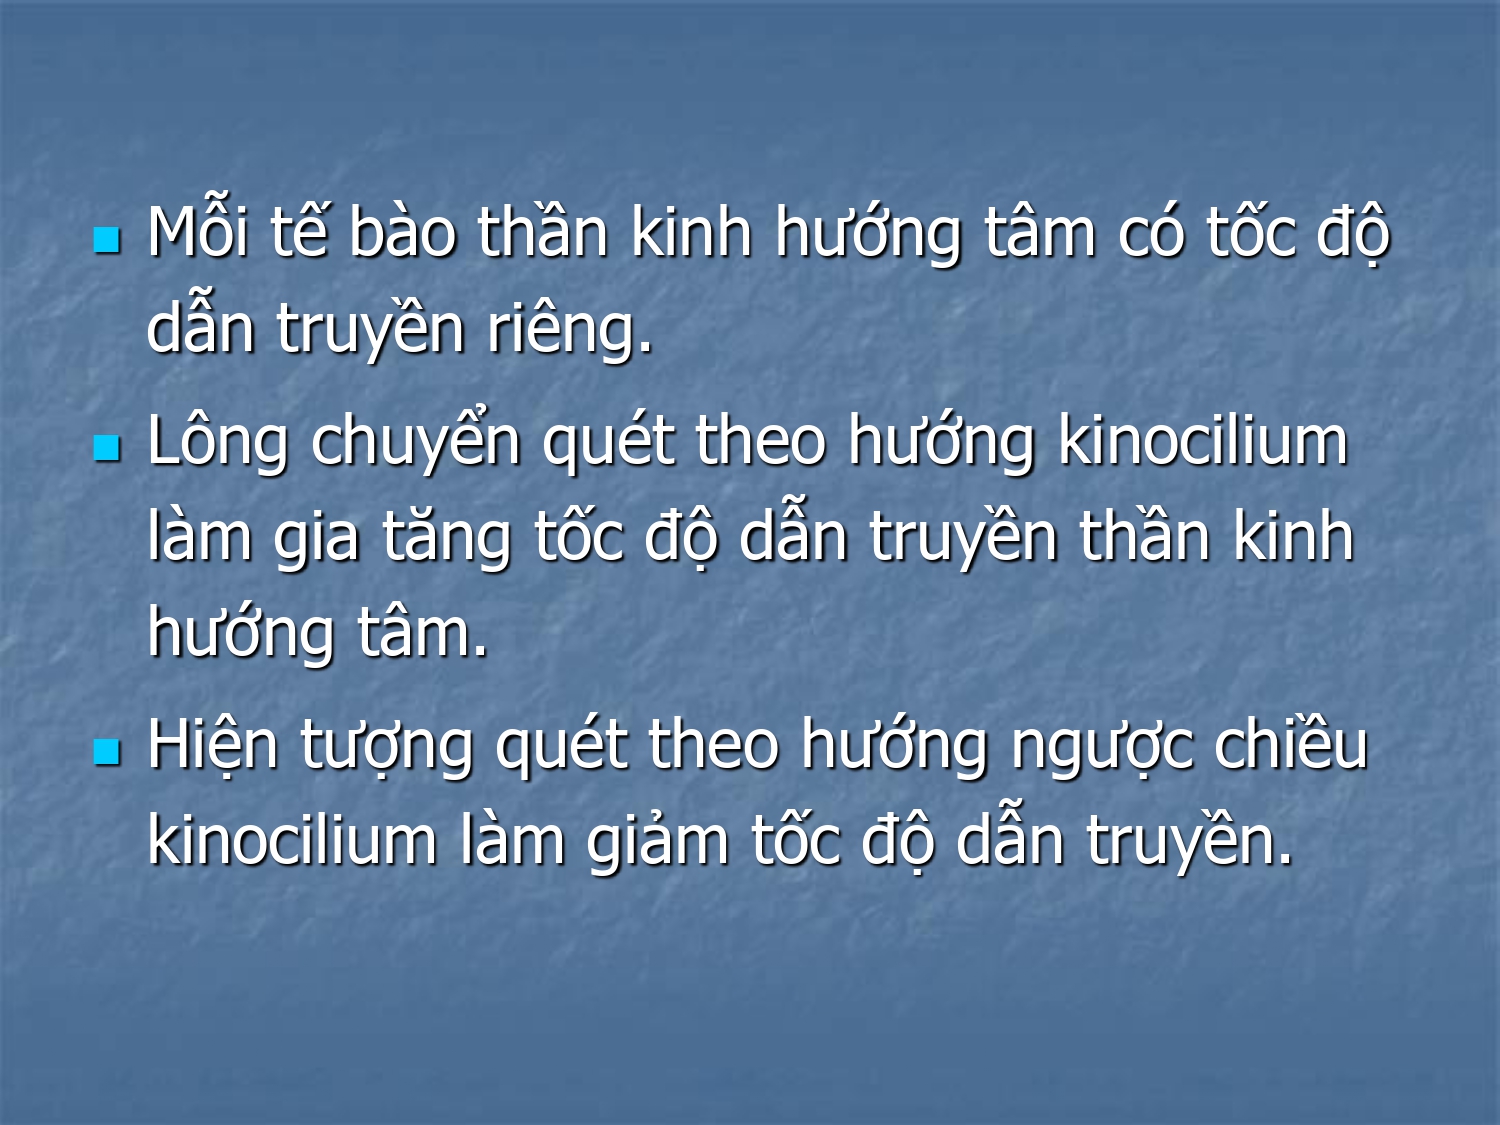 Mỗi tế bào thần kinh hướng tâm có tốc độ
dẫn truyền riêng.
Lông chuyển quét theo hướng kinocilium
làm gia tăng tốc độ dẫn truyền thần kinh
hướng tâm.
Hiện tượng quét theo hướng ngược chiều
kinocilium làm giảm tốc độ dẫn truyền.